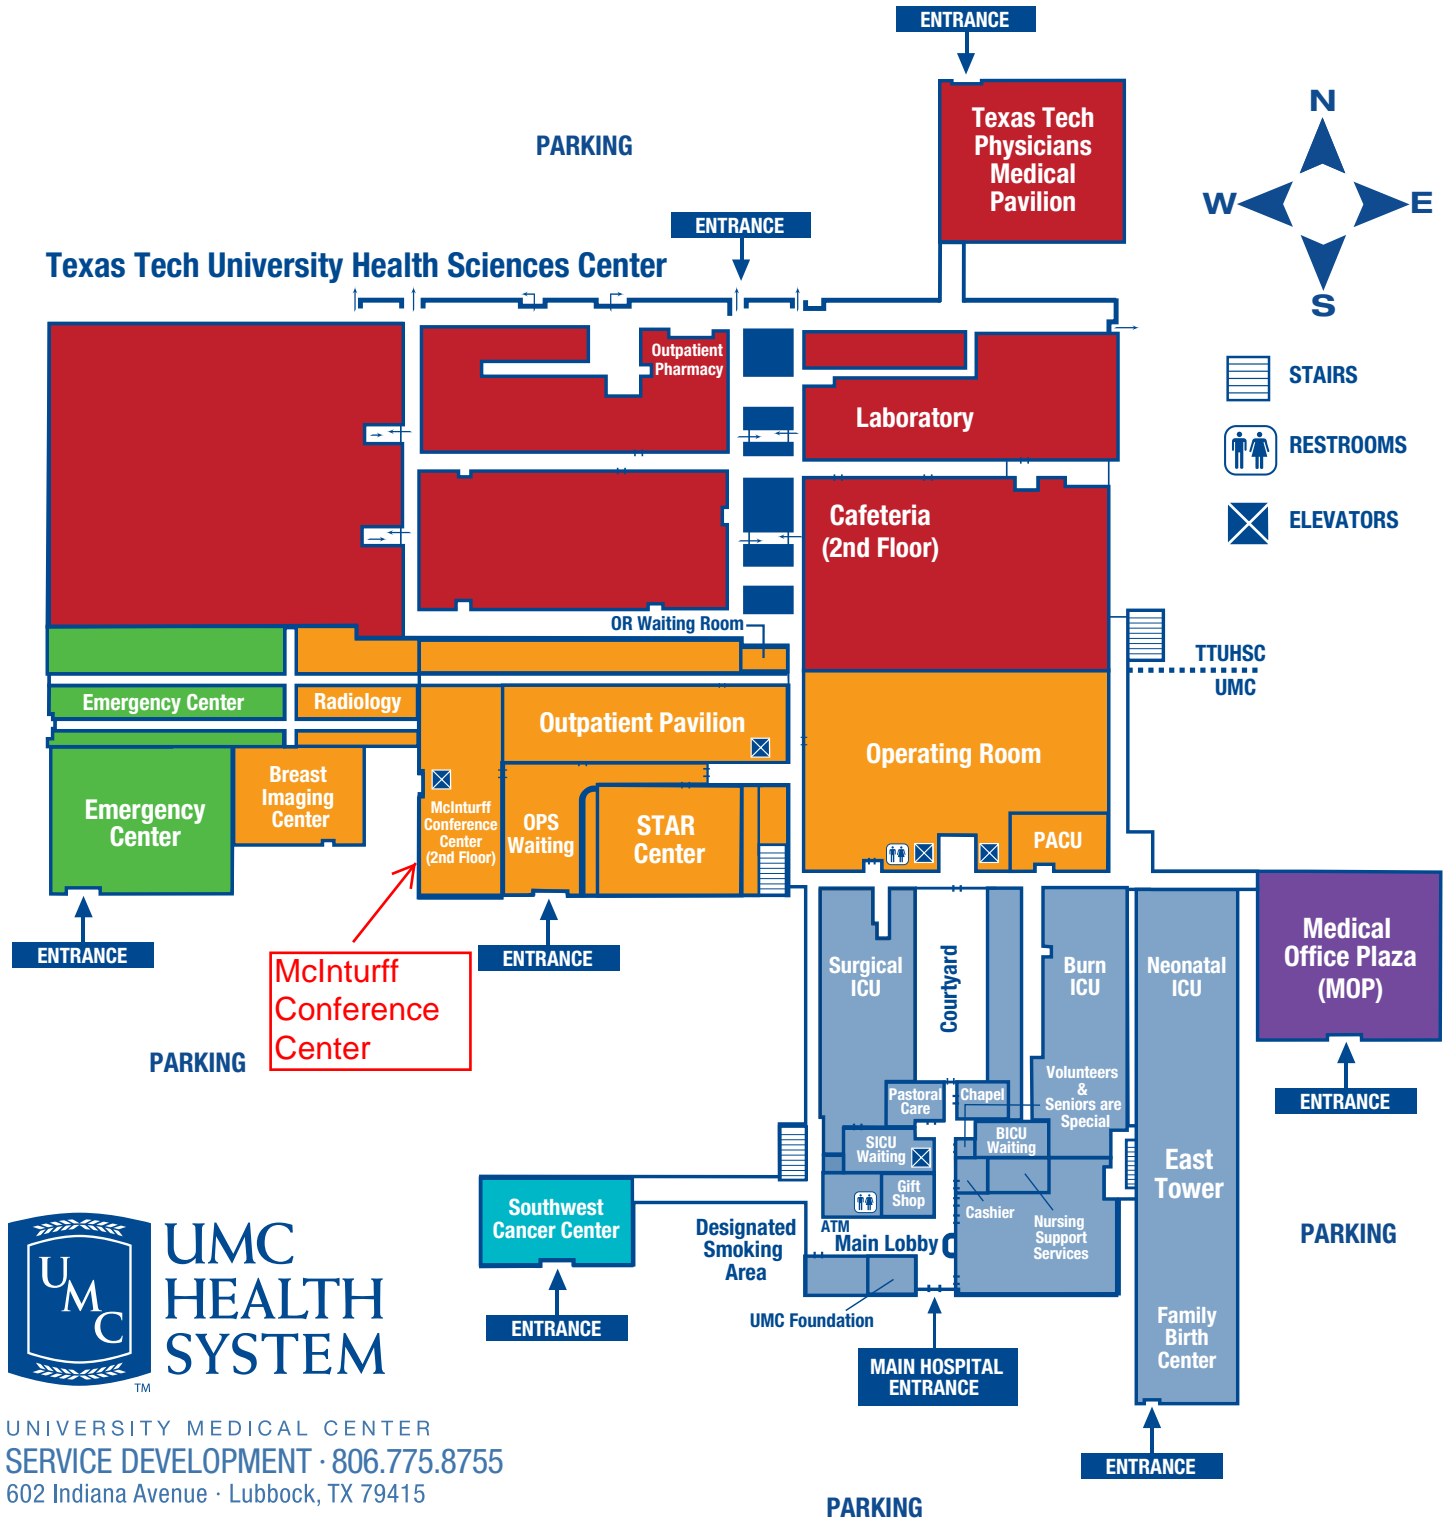 ENTRANCE
Texas Tech
Physicians
Medical
Pavilion
N
W
E
S
PARKING
ENTRANCE
Texas Tech University Health Sciences Center
Outpatient
Pharmacy
Laboratory
STAIRS
RESTROOMS
ELEVATORS
Cafeteria
(2nd Floor)
OR Waiting Room
TTUHSC
UMC
Emergency Center
Radiology
Outpatient Pavilion
Operating Room
Breast
Imaging
Center
Emergency
Center
McInturff
Conference
Center
(2nd Floor)
OPS
Waiting
STAR
Center
PACU
ENTRANCE
ENTRANCE
McInturff
Conference
Center
PARKING
Surgical
ICU
Courtyard
Burn
ICU
Neonatal
ICU
Medical
Office Plaza
(MOP)
ENTRANCE
Volunteers
&
Seniors are
Special
Pastoral
Care
Chapel
SICU
Waiting
BICU
Waiting
East
Tower
Gift
Shop
Cashier
Nursing
Support
Services
Southwest
Cancer Center
Designated
Smoking
Area
ATM
Main Lobby
PARKING
UMC Foundation
ENTRANCE
MAIN HOSPITAL
ENTRANCE
Family
Birth
Center
ENTRANCE
PARKING
UMC
UMC
HEALTH
SYSTEM
TM
UNIVERSITY MEDICAL CENTER
SERVICE DEVELOPMENT · 806.775.8755
602 Indiana Avenue · Lubbock, TX 79415